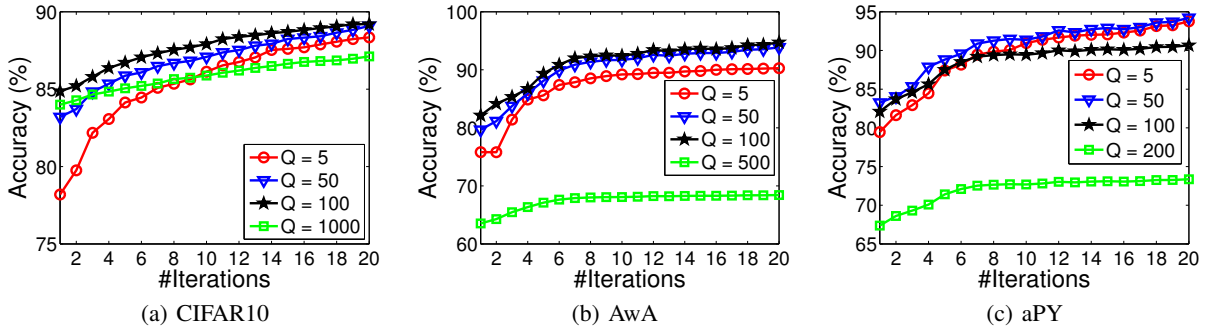 90
85
80
75
Accuracy (%)
2 4 6 8 10 12 14 16 18 20
#Iterations
Q = 5
Q = 50
Q = 100
Q = 1000
(a) CIFAR10
100
90
80
70
60
Accuracy (%)
2 4 6 8 10 12 14 16 18 20
#Iterations
Q = 5
Q = 50
Q = 100
Q = 500
(b) AwA
95
90
85
80
75
70
65
Accuracy (%)
2 4 6 8 10 12 14 16 18 20
#Iterations
Q = 5
Q = 50
Q = 100
Q = 200
(c) aPY